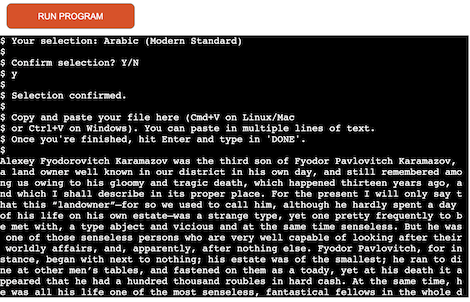 RUN PROGRAM
$ Your selection: Arabic (Modern Standard)
$
$ Confirm selection? Y/N
$ y
$
$ Selection confirmed.
$
$ Copy and paste your file here (Cmd+V on Linux/Mac
$ or Ctrl+V on Windows). You can paste in multiple lines of text.
$ Once you're finished, hit Enter and type in 'DONE'.
$
Alexey Fyodorovitch Karamazov was the third son of Fyodor Pavlovitch Karamazov,
a land owner well known in our district in his own day, and still remembered amo
ng us owing to his gloomy and tragic death, which happened thirteen years ago, a
nd which I shall describe in its proper place. For the present I will only say t
hat this “landowner”—for so we used to call him, although he hardly spent a day
of his life on his own estate—was a strange type, yet one pretty frequently to b
e met with, a type abject and vicious and at the same time senseless. But he was
one of those senseless persons who are very well capable of looking after their
worldly affairs, and, apparently, after nothing else. Fyodor Pavlovitch, for in
stance, began with next to nothing; his estate was of the smallest; he ran to di
ne at other men’s tables, and fastened on them as a toady, yet at his death it a
ppeared that he had a hundred thousand roubles in hard cash. At the same time, h
e was all his life one of the most senseless, fantastical fellows in the whole d